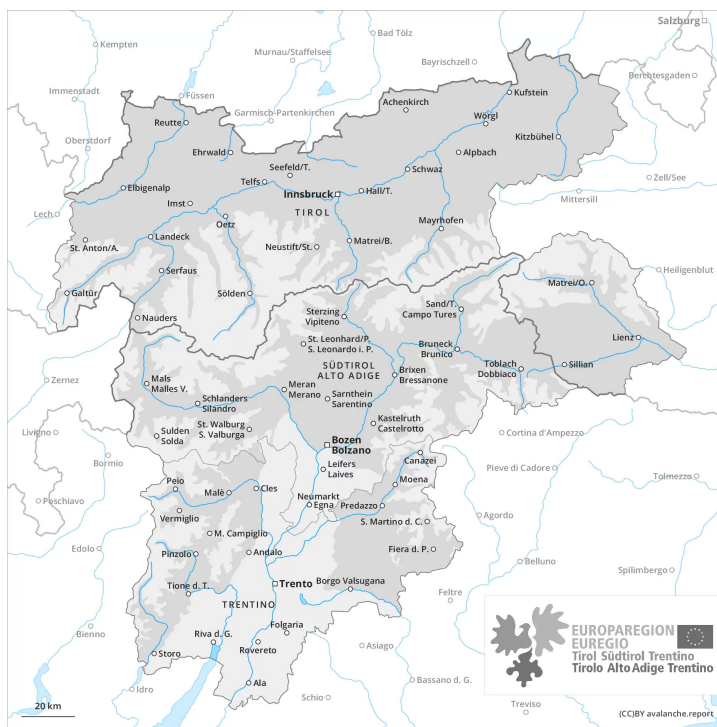 Salzburg
Kempten
Bad Tölz
Murnau/Staffelsee
Bayrischzell
Berchtesgaden
Immenstadt
Füssen
Kufstein
Garmisch-Partenkirchen
Achenkirch
Reutte
Wörgl
Oberstdorf
Kitzbühel
Ehrwald
Alpbach
Seefeld/T.
Schwaz
Zell/See
Telfs
Elbigenalp
Innsbruck
Hall/T.
Mittersill
Imst
TIROL
Lech
Oetz
Mayrhofen
Landeck
St. Anton/A.
Neustift/St.
Matrei/B.
Serfaus
Heiligenblut
Galtür
Sölden
Matrei/O.
Sand/T.
Campo Tures
Nauders
Sterzing
Vipiteno
Lienz
St. Leonhard/P.
S. Leonardo i. P.
Bruneck
Brunico
Toblach
Dobbiaco
Sillian
SÜDTIROL
ALTO ADIGE
Brixen
Bressanone
Zernez
Mals
Malles V.
Meran
Merano
Schlanders
Silandro
Sarnthein
Sarentino
St. Walburg
S. Valburga
Kastelruth
Castelrotto
Livigno
Sulden
Solda
Cortina d'Ampezzo
Bozen
Bolzano
Bormio
Canazei
Leifers
Laives
Pieve di Cadore
Tolmezzo
Peio
Moena
Poschiavo
Malè
Cles
Neumarkt
Egna
Predazzo
Vermiglio
S. Martino d. C.
Agordo
M. Campiglio
Edolo
Fiera d. P.
Pinzolo
Andalo
Belluno
Spilimbergo
Trento
Borgo Valsugana
Tione d. T.
Feltre
TRENTINO
Folgaria
Bienno
Riva d. G.
Rovereto
Asiago
Storo
Bassano d. G.
Ala
Idro
Schio
Treviso
EUROPAREGION
EUREGIO
Tirol Südtirol Trentino
Tirolo Alto Adige Trentino
20 km
(CC)BY avalanche.report